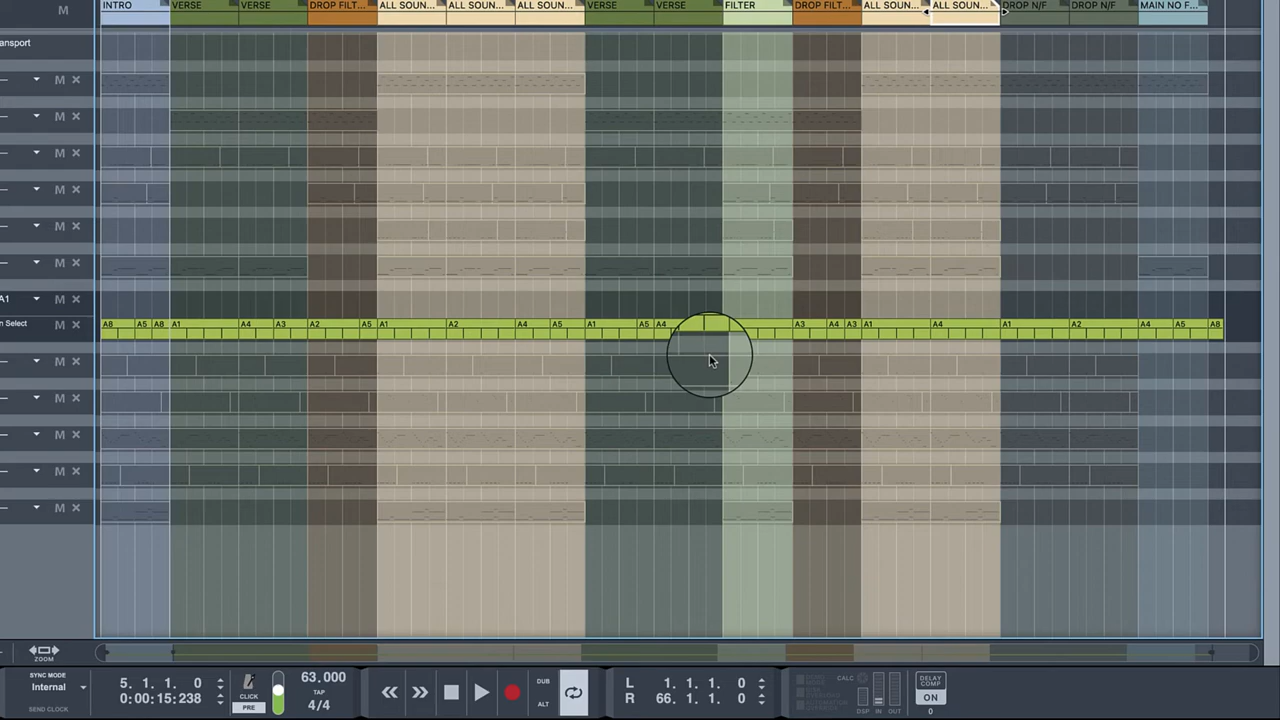 M INTRO VERSE VERSE DROP FILT... ALL SOUN... ALL SOUN... ALL SOUN... VERSE VERSE FILTER DROP FILT... ALL SOUN... ALL SOUN... DROP N/F DROP N/F MAIN NO F...
ansport
M
M
M
M
M
M
A1
n Select M A8 A5 A8 A1 A4 A3 A2 A5 A1 A2 A4 A5 A1 A5 A4 A3 A4 A3 A1 A4 A1 A2 A4 A5 A8
M
M
M
M
M
ZOOM
SYNC MODE
Internal
SEND CLOCK
5. 1. 1. 0
0:00:15:238
CLICK
PRE
63.000
TAP
4/4
DUB
ALT
L 1. 1. 1. 0
R 66. 1. 1. 0
CALC
DSP IN OUT
DELAY
COMP
ON
0